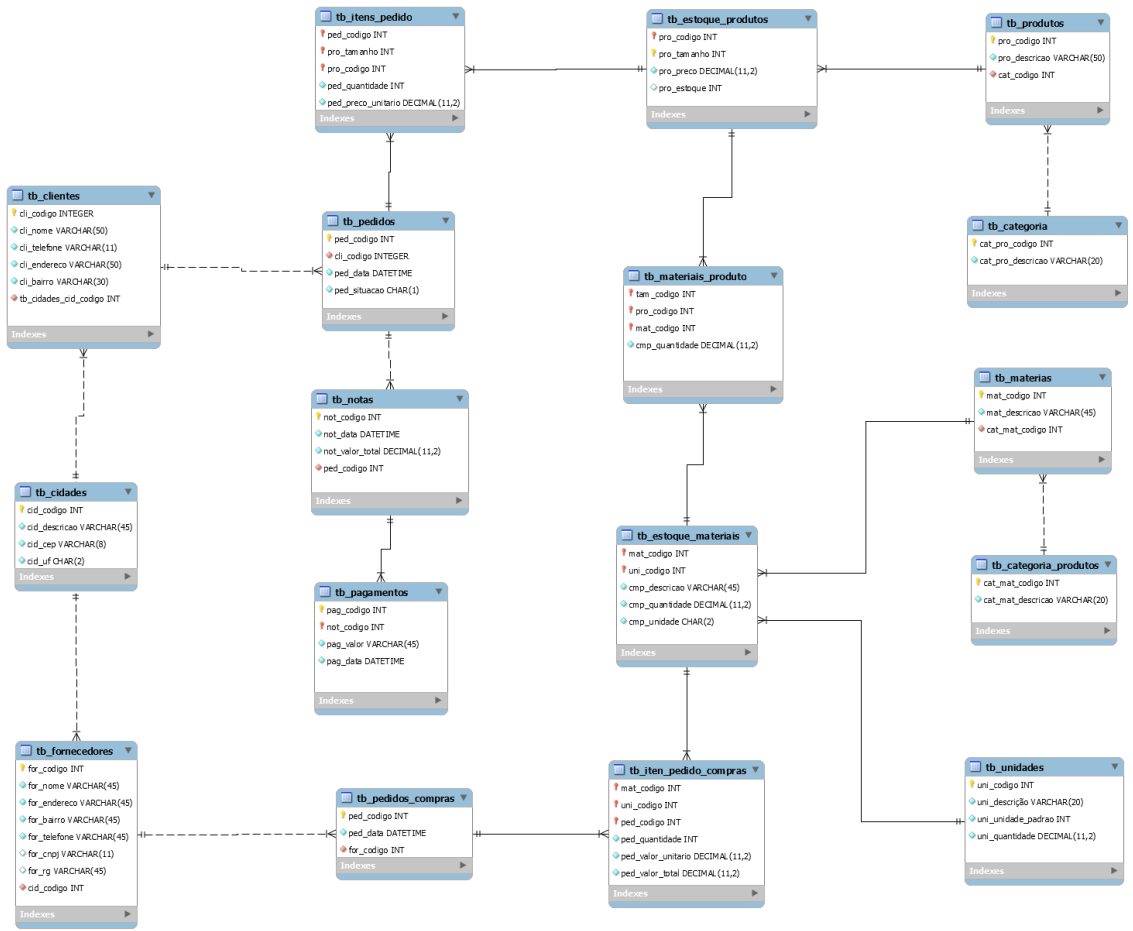 tb_itens_pedido
ped_codigo INT
pro_tamanho INT
pro_codigo INT
ped_quantidade INT
ped_preco_unitario DECIMAL(11,2)
Indexes
tb_estoque_produtos
pro_codigo INT
pro_tamanho INT
pro_preco DECIMAL(11,2)
pro_estoque INT
Indexes
tb_produtos
pro_codigo INT
pro_descricao VARCHAR(50)
cat_codigo INT
Indexes
tb_clientes
cli_codigo INTEGER
cli_nome VARCHAR(50)
cli_telefone VARCHAR(11)
cli_endereco VARCHAR(50)
cli_bairro VARCHAR(30)
tb_cidades_cid_codigo INT
Indexes
tb_pedidos
ped_codigo INT
cli_codigo INTEGER
ped_data DATETIME
ped_situacao CHAR(1)
Indexes
tb_categoria
cat_pro_codigo INT
cat_pro_descricao VARCHAR(20)
Indexes
tb_materiais_produto
tam_codigo INT
pro_codigo INT
mat_codigo INT
cmp_quantidade DECIMAL(11,2)
Indexes
tb_notas
not_codigo INT
not_data DATETIME
not_valor_total DECIMAL(11,2)
ped_codigo INT
Indexes
tb_materias
mat_codigo INT
mat_descricao VARCHAR(45)
cat_mat_codigo INT
Indexes
tb_cidades
cid_codigo INT
cid_descricao VARCHAR(45)
cid_cep VARCHAR(8)
cid_uf CHAR(2)
Indexes
tb_estoque_materiais
mat_codigo INT
uni_codigo INT
cmp_descricao VARCHAR(45)
cmp_quantidade DECIMAL(11,2)
cmp_unidade CHAR(2)
Indexes
tb_categoria_produtos
cat_mat_codigo INT
cat_mat_descricao VARCHAR(20)
Indexes
tb_pagamentos
pag_codigo INT
not_codigo INT
pag_valor VARCHAR(45)
pag_data DATETIME
Indexes
tb_fornecedores
for_codigo INT
for_nome VARCHAR(45)
for_endereco VARCHAR(45)
for_bairro VARCHAR(45)
for_telefone VARCHAR(45)
for_cnpj VARCHAR(11)
for_rg VARCHAR(45)
cid_codigo INT
Indexes
tb_pedidos_compras
ped_codigo INT
ped_data DATETIME
for_codigo INT
Indexes
tb_iten_pedido_compras
mat_codigo INT
uni_codigo INT
ped_codigo INT
ped_quantidade INT
ped_valor_unitario DECIMAL(11,2)
ped_valor_total DECIMAL(11,2)
Indexes
tb_unidades
uni_codigo INT
uni_descrição VARCHAR(20)
uni_unidade_padrao INT
uni_quantidade DECIMAL(11,2)
Indexes